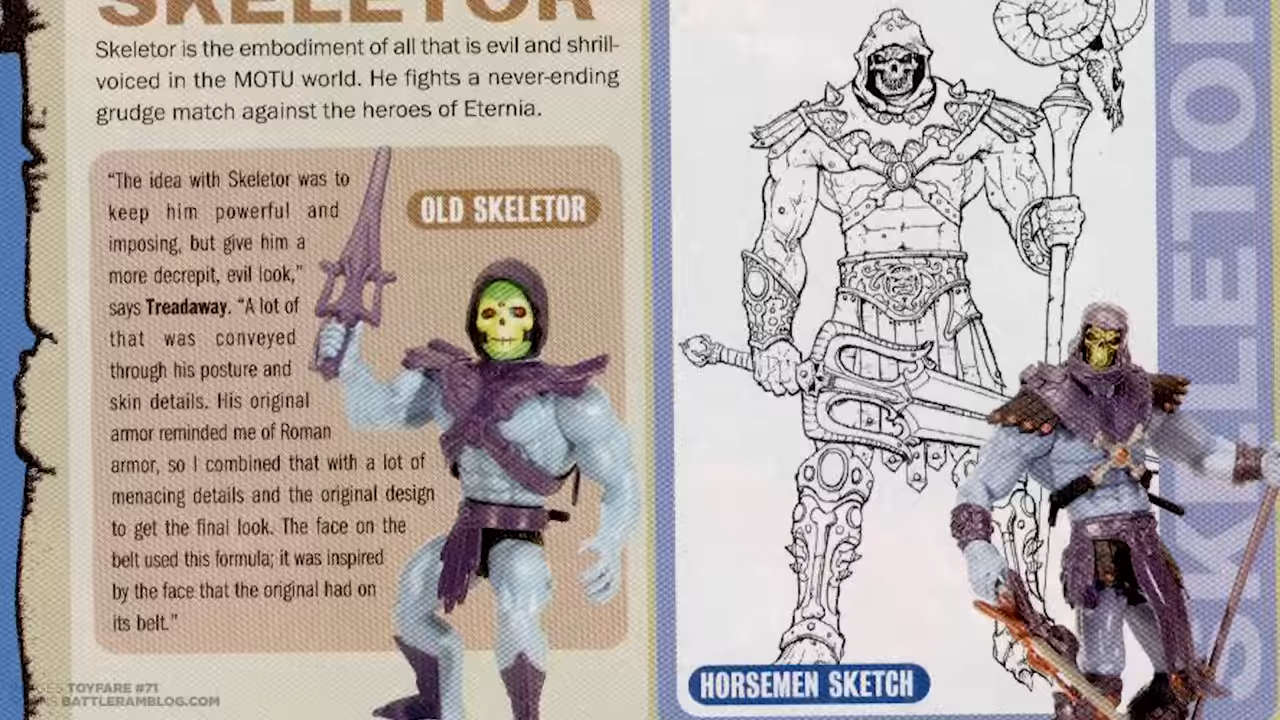 SKELETOR
Skeletor is the embodiment of all that is evil and shrill-
voiced in the MOTU world. He fights a never-ending
grudge match against the heroes of Eternia.
"The idea with Skeletor was to
keep him powerful and
imposing, but give him a
more decrepit, evil look,"
says Treadaway. "A lot of
that was conveyed
through his posture and
skin details. His original
armor reminded me of Roman
armor, so I combined that with a lot of
menacing details and the original design
to get the final look. The face on the
belt used this formula; it was inspired
by the face that the original had on
its belt."
OLD SKELETOR
HORSEMEN SKETCH
SKELETOR
TOYFARE #71
BATTLERAMBLOG.COM